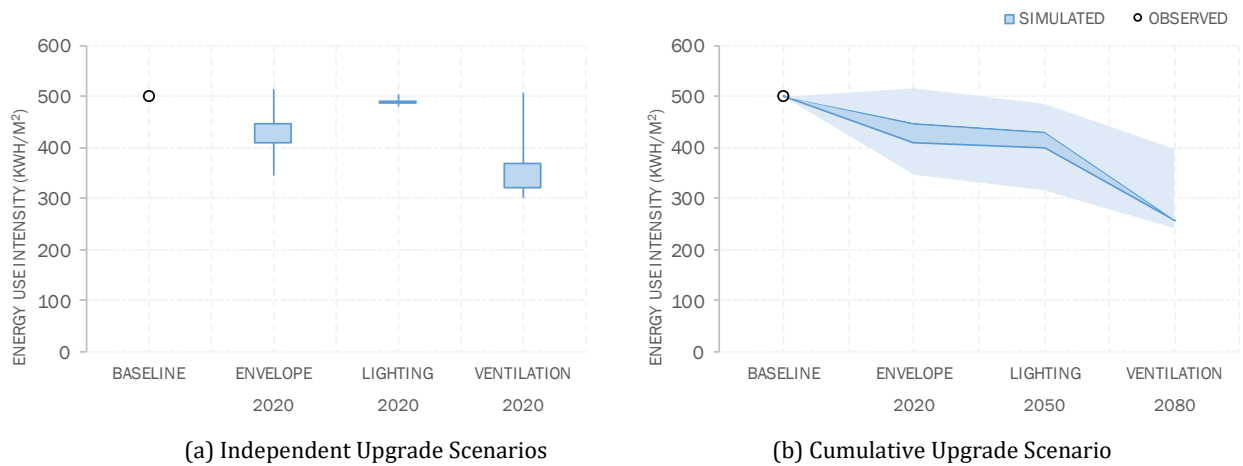 SIMULATED
OBSERVED
ENERGY USE INTENSITY (KWH/M²)
600
500
400
300
200
100
0
BASELINE
ENVELOPE
LIGHTING
VENTILATION
2020
2020
2020
(a) Independent Upgrade Scenarios
ENERGY USE INTENSITY (KWH/M²)
600
500
400
300
200
100
0
BASELINE
ENVELOPE
LIGHTING
VENTILATION
2020
2050
2080
(b) Cumulative Upgrade Scenario